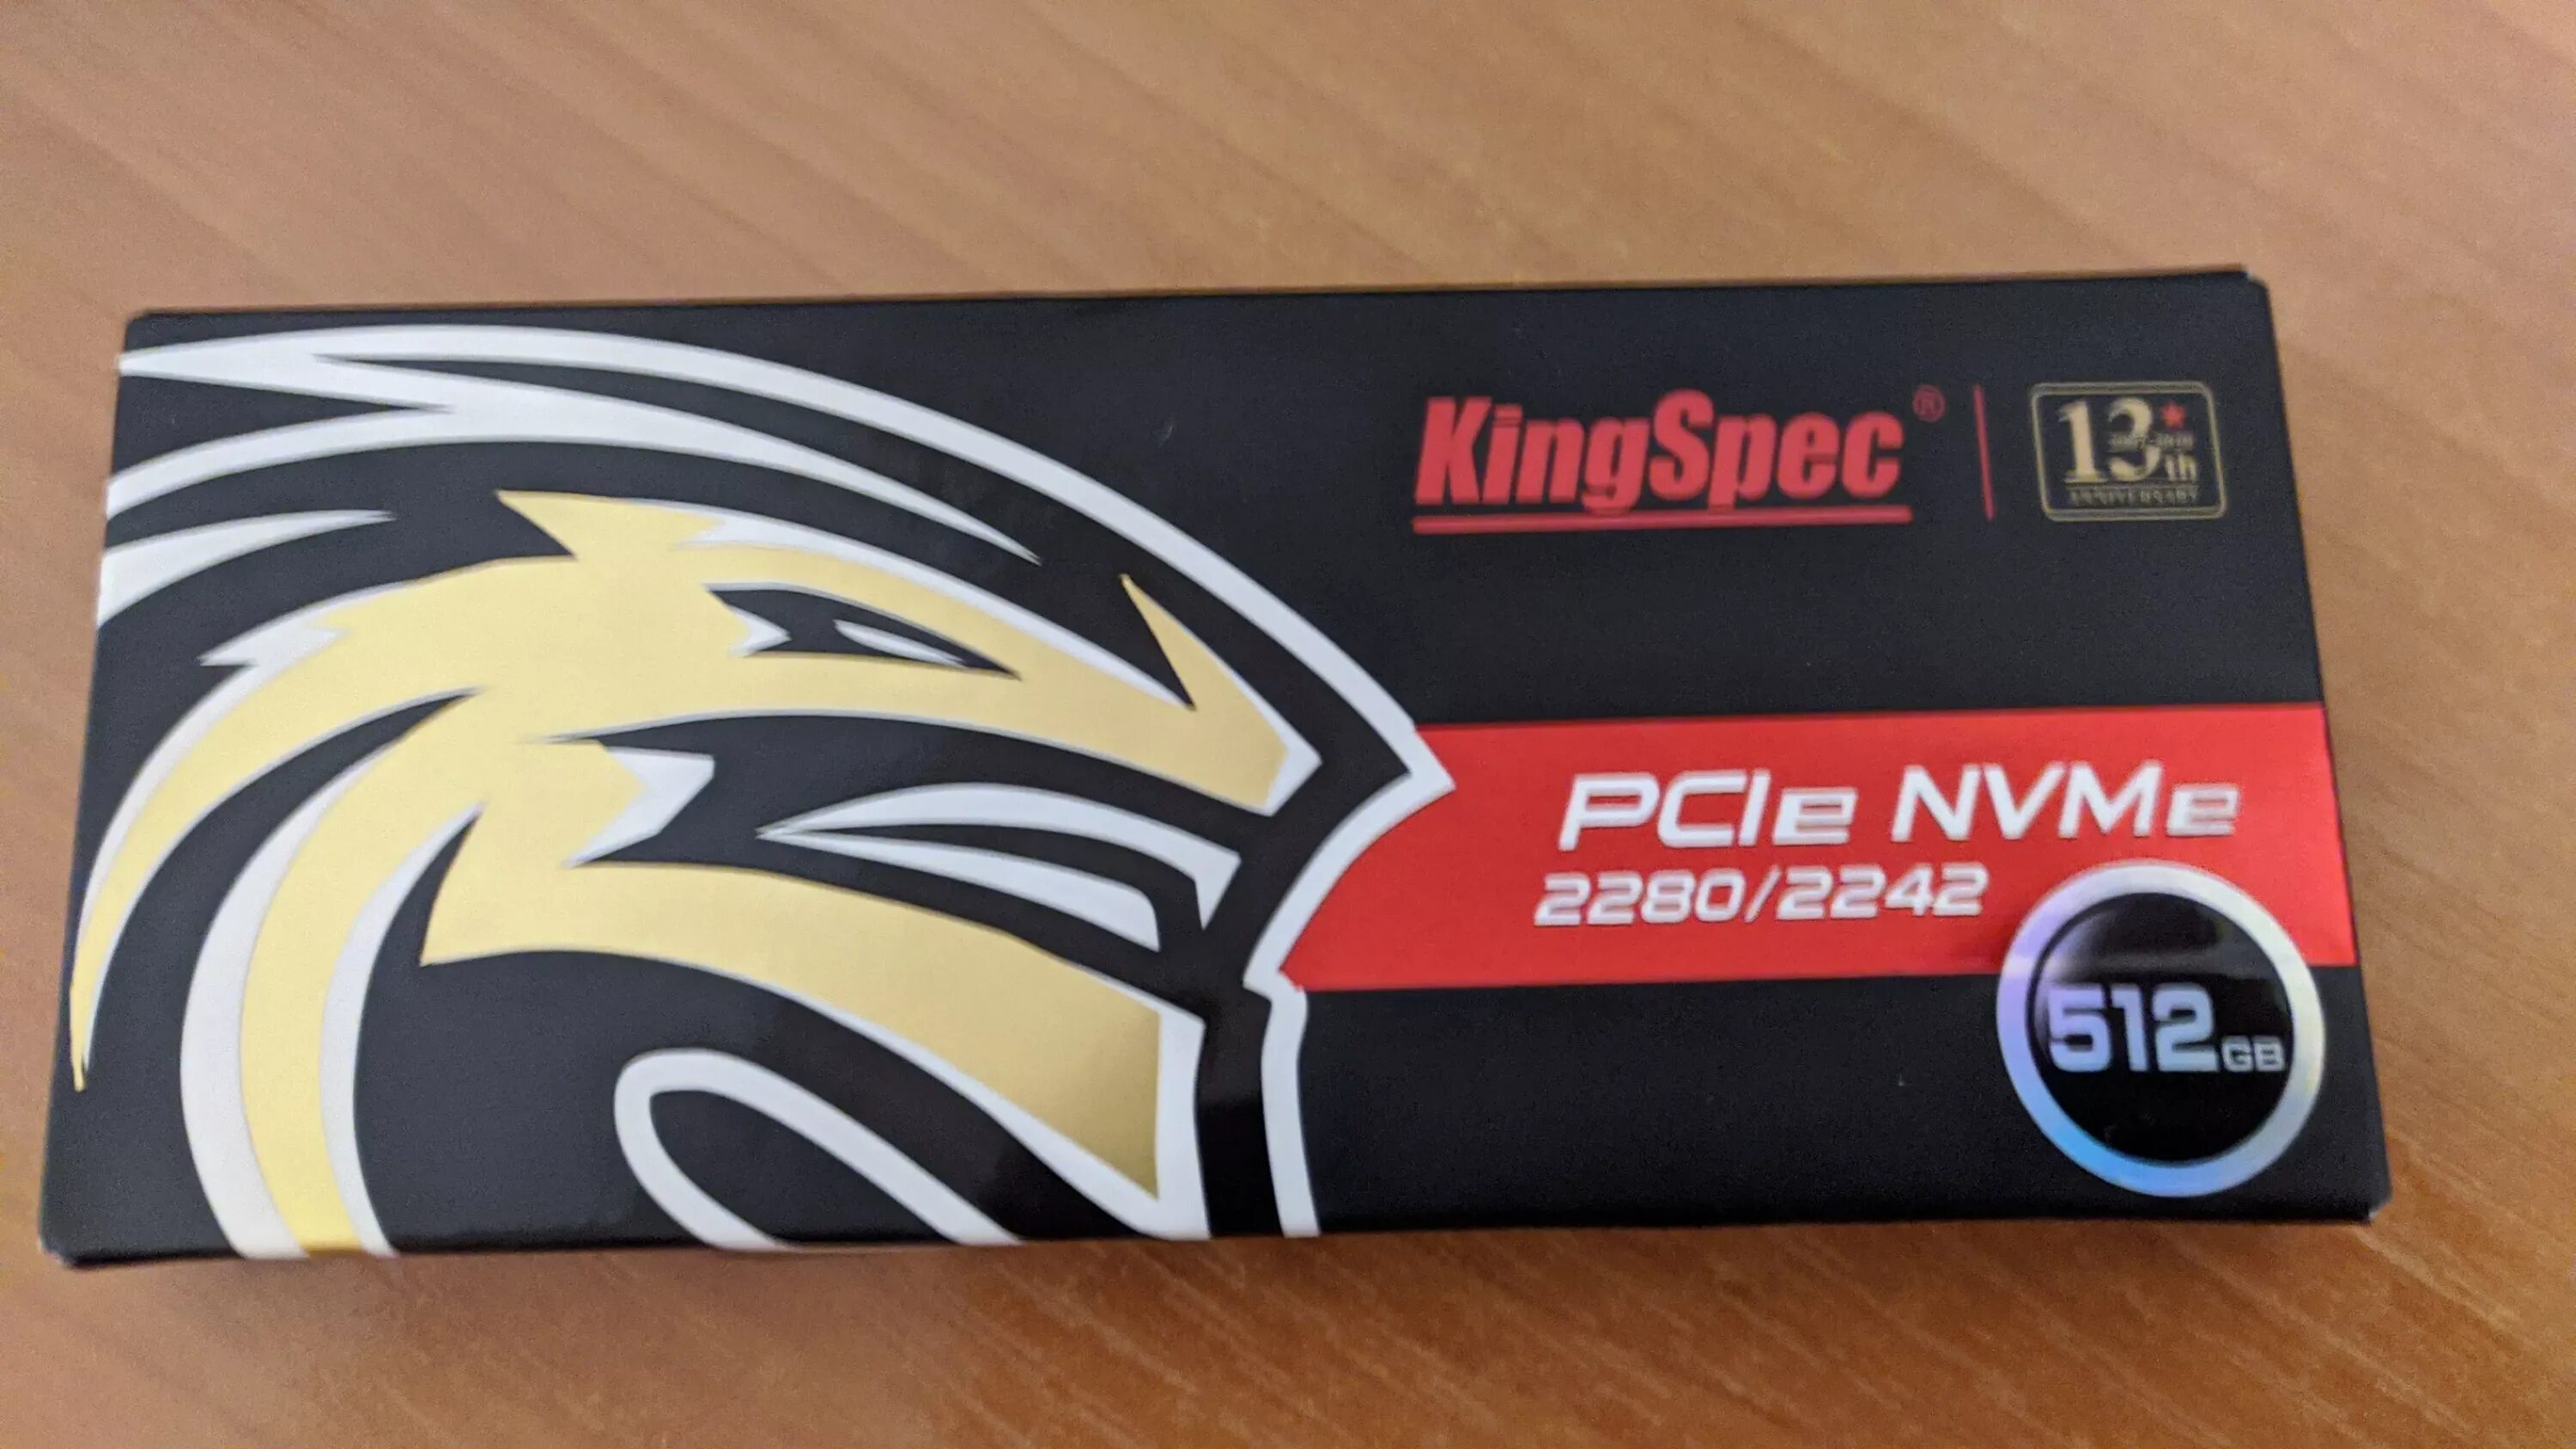 KingSpec®
13th
ANNIVERSARY
PCIe NVMe
2280/2242
512GB